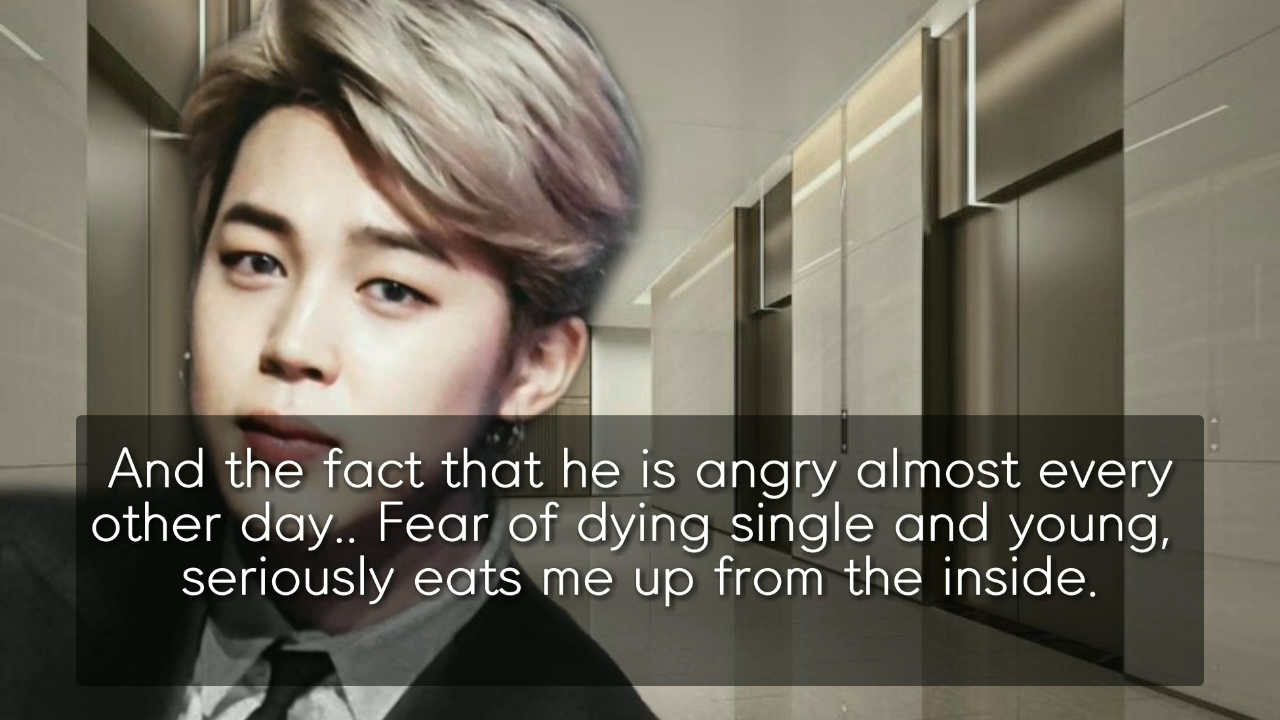 And the fact that he is angry almost every
other day.. Fear of dying single and young,
seriously eats me up from the inside.